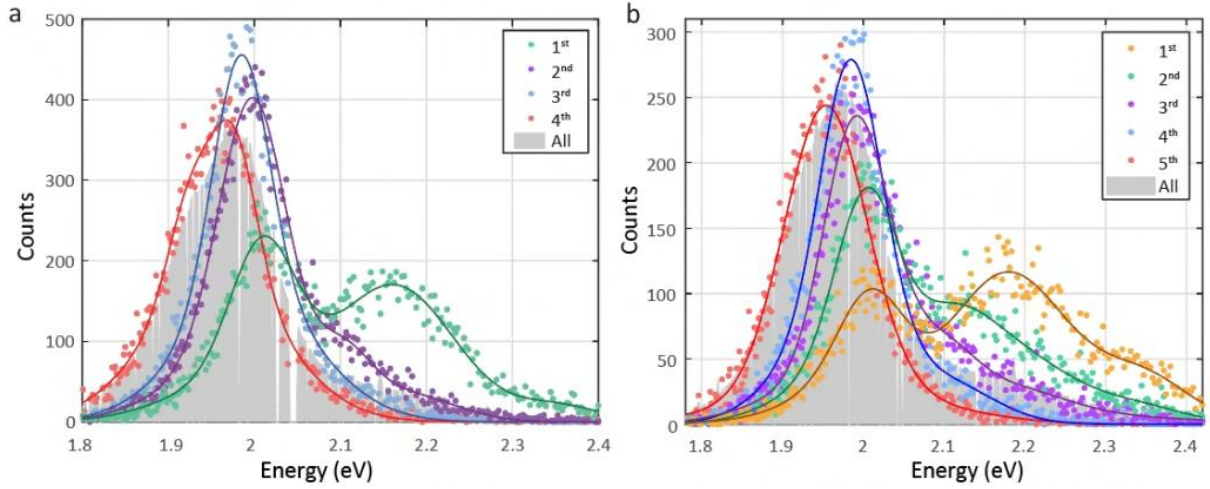 a
500
400
300
200
100
0
Counts
1.8 1.9 2 2.1 2.2 2.3 2.4
Energy (eV)
1st
2nd
3rd
4th
All
b
300
250
200
150
100
50
0
Counts
1.8 1.9 2 2.1 2.2 2.3 2.4
Energy (eV)
1st
2nd
3rd
4th
5th
All